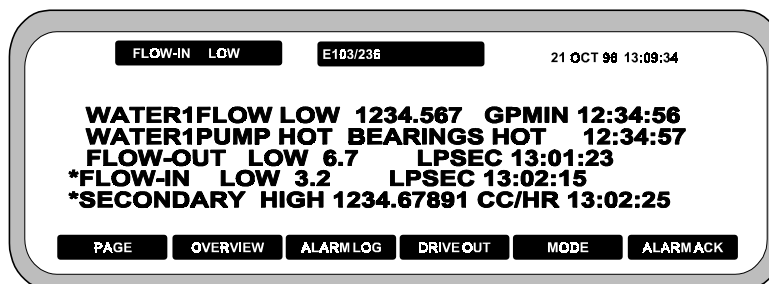 FLOW-IN LOW E103/236 21 OCT 96 13:09:34
WATER1FLOW LOW 1234.567 GPMIN 12:34:56
WATER1PUMP HOT BEARINGS HOT 12:34:57
FLOW-OUT LOW 6.7 LPSEC 13:01:23
*FLOW-IN LOW 3.2 LPSEC 13:02:15
*SECONDARY HIGH 1234.67891 CC/HR 13:02:25
PAGE OVERVIEW ALARM LOG DRIVE OUT MODE ALARM ACK